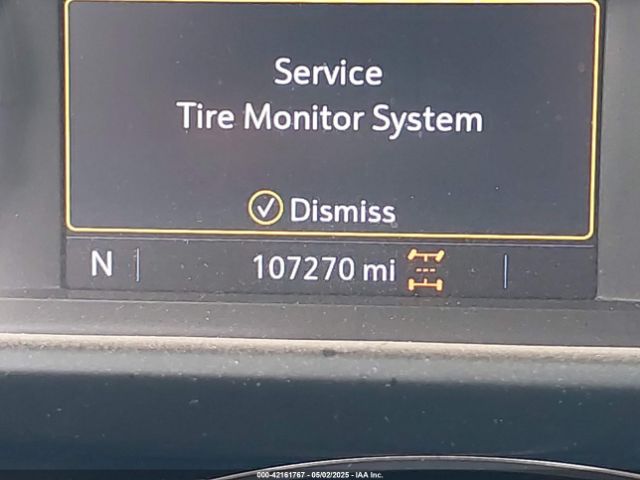 Service
Tire Monitor System
Dismiss
N 107270 mi
000-42161767 - 05/02/2025 - IAA Inc.